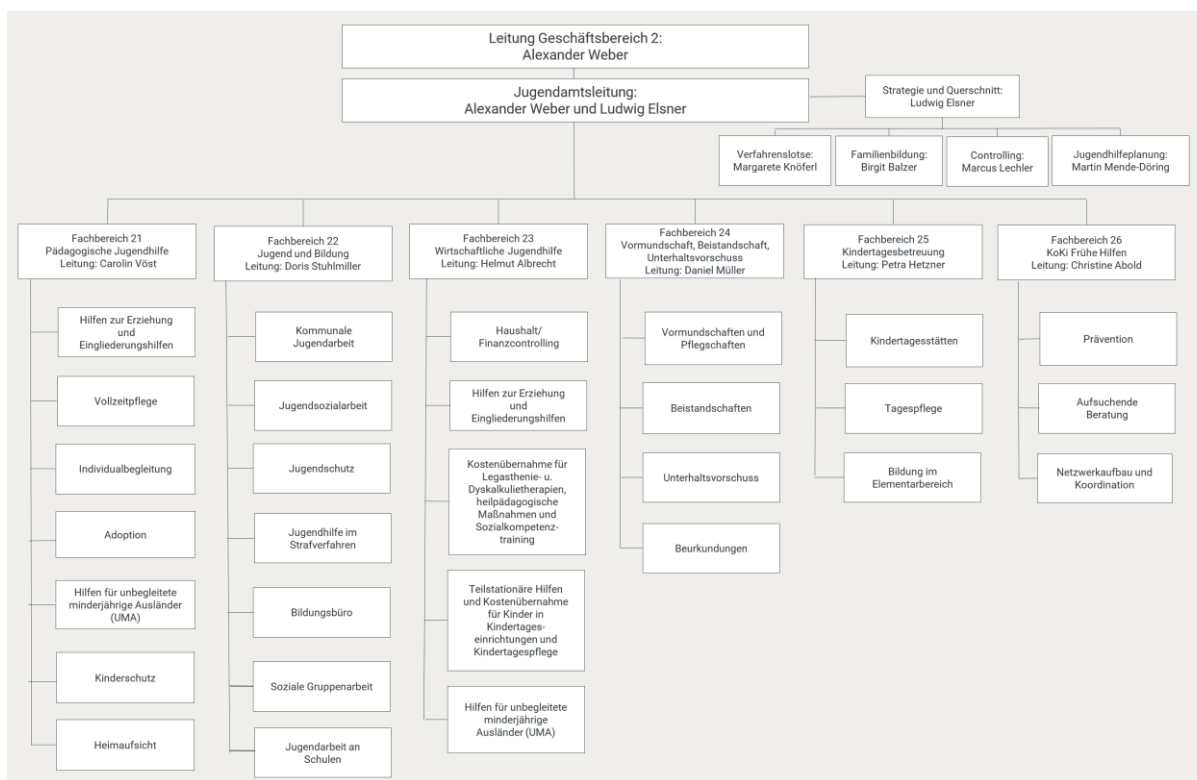 Leitung Geschäftsbereich 2:
Alexander Weber
Jugendamtsleitung:
Alexander Weber und Ludwig Elsner
Strategie und Querschnitt:
Ludwig Elsner
Verfahrenslotse:
Margarete Knöferl
Familienbildung:
Birgit Balzer
Controlling:
Marcus Lechler
Jugendhilfeplanung:
Martin Mende-Döring
Fachbereich 21
Pädagogische Jugendhilfe
Leitung: Carolin Vöst
Hilfen zur Erziehung
und
Eingliederungshilfen
Vollzeitpflege
Individualbegleitung
Adoption
Hilfen für unbegleitete
minderjährige Ausländer
(UMA)
Kinderschutz
Heimaufsicht
Fachbereich 22
Jugend und Bildung
Leitung: Doris Stuhlmiller
Kommunale
Jugendarbeit
Jugendsozialarbeit
Jugendschutz
Jugendhilfe im
Strafverfahren
Bildungsbüro
Soziale Gruppenarbeit
Jugendarbeit an
Schulen
Fachbereich 23
Wirtschaftliche Jugendhilfe
Leitung: Helmut Albrecht
Haushalt/
Finanzcontrolling
Hilfen zur Erziehung
und
Eingliederungshilfen
Kostenübernahme für
Legasthenie- u.
Dyskalkulietherapien,
heilpädagogische
Maßnahmen und
Sozialkompetenz-
training
Teilstationäre Hilfen
und Kostenübernahme
für Kinder in
Kindertages-
einrichtungen und
Kindertagespflege
Hilfen für unbegleitete
minderjährige
Ausländer (UMA)
Fachbereich 24
Vormundschaft, Beistandschaft,
Unterhaltsvorschuss
Leitung: Daniel Müller
Vormundschaften und
Pflegschaften
Beistandschaften
Unterhaltsvorschuss
Beurkundungen
Fachbereich 25
Kindertagesbetreuung
Leitung: Petra Hetzner
Kindertagesstätten
Tagespflege
Bildung im
Elementarbereich
Fachbereich 26
KoKi Frühe Hilfen
Leitung: Christine Abold
Prävention
Aufsuchende
Beratung
Netzwerkaufbau und
Koordination